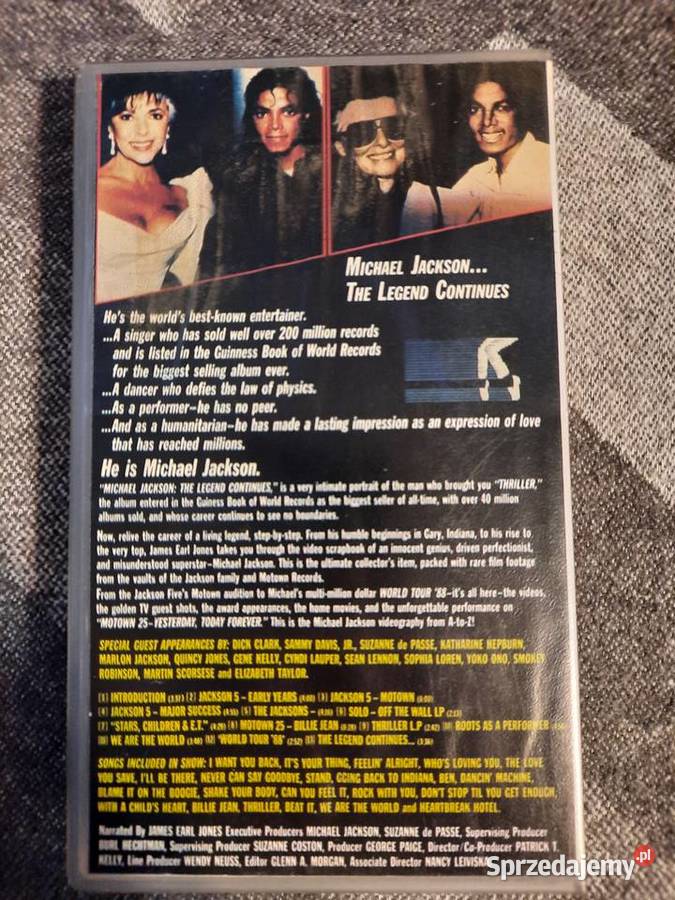 MICHAEL JACKSON...
THE LEGEND CONTINUES
He's the world's best-known entertainer.
...A singer who has sold well over 200 million records
and is listed in the Guinness Book of World Records
for the biggest selling album ever.
...A dancer who defies the law of physics.
...As a performer—he has no peer.
...And as a humanitarian—he has made a lasting impression as an expression of love
that has reached millions.
He is Michael Jackson.
"MICHAEL JACKSON: THE LEGEND CONTINUES," is a very intimate portrait of the man who brought you "THRILLER,"
the album entered in the Guiness Book of World Records as the biggest seller of all-time, with over 40 million
albums sold, and whose career continues to see no boundaries.
Now, relive the career of a living legend, step-by-step. From his humble beginnings in Gary, Indiana, to his rise to
the very top, James Earl Jones takes you through the video scrapbook of an innocent genius, driven perfectionist,
and misunderstood superstar—Michael Jackson. This is the ultimate collector's item, packed with rare film footage
from the vaults of the Jackson family and Motown Records.
From the Jackson Five's Motown audition to Michael's multi-million dollar WORLD TOUR '88—it's all here—the videos,
the golden TV guest shots, the award appearances, the home movies, and the unforgettable performance on
"MOTOWN 25—YESTERDAY, TODAY FOREVER." This is the Michael Jackson videography from A-to-Z!
SPECIAL GUEST APPEARANCES BY: DICK CLARK, SAMMY DAVIS, JR., SUZANNE de PASSE, KATHARINE HEPBURN,
MARLON JACKSON, QUINCY JONES, GENE KELLY, CYNDI LAUPER, SEAN LENNON, SOPHIA LOREN, YOKO ONO, SMOKEY
ROBINSON, MARTIN SCORSESE and ELIZABETH TAYLOR.
[1] INTRODUCTION [2] JACKSON 5 – EARLY YEARS [3] JACKSON 5 – MOTOWN
[4] JACKSON 5 – MAJOR SUCCESS [5] THE JACKSONS [6] SOLO – OFF THE WALL LP
[7] "STARS, CHILDREN & E.T." [8] MOTOWN 25 – BILLIE JEAN [9] THRILLER L.P [10] ROOTS AS A PERFORMER
[11] WE ARE THE WORLD [12] 'WORLD TOUR '88' [13] THE LEGEND CONTINUES...
SONGS INCLUDED IN SHOW: I WANT YOU BACK, IT'S YOUR THING, FEELIN' ALRIGHT, WHO'S LOVING YOU, THE LOVE
YOU SAVE, I'LL BE THERE, NEVER CAN SAY GOODBYE, STAND, GOING BACK TO INDIANA, BEN, DANCIN' MACHINE,
BLAME IT ON THE BOOGIE, SHAKE YOUR BODY, CAN YOU FEEL IT, ROCK WITH YOU, DON'T STOP TIL YOU GET ENOUGH,
WITH A CHILD'S HEART, BILLIE JEAN, THRILLER, BEAT IT, WE ARE THE WORLD and HEARTBREAK HOTEL.
Narrated By JAMES EARL JONES Executive Producers MICHAEL JACKSON, SUZANNE de PASSE, Supervising Producer
BURL HECHTMAN, Supervising Producer SUZANNE COSTON, Producer GEORGE PAIGE, Director/Co-Producer PATRICK T.
KELLY, Line Producer WENDY NEUSS, Editor GLENN A. MORGAN, Associate Director NANCY
Sprzedajemy.pl